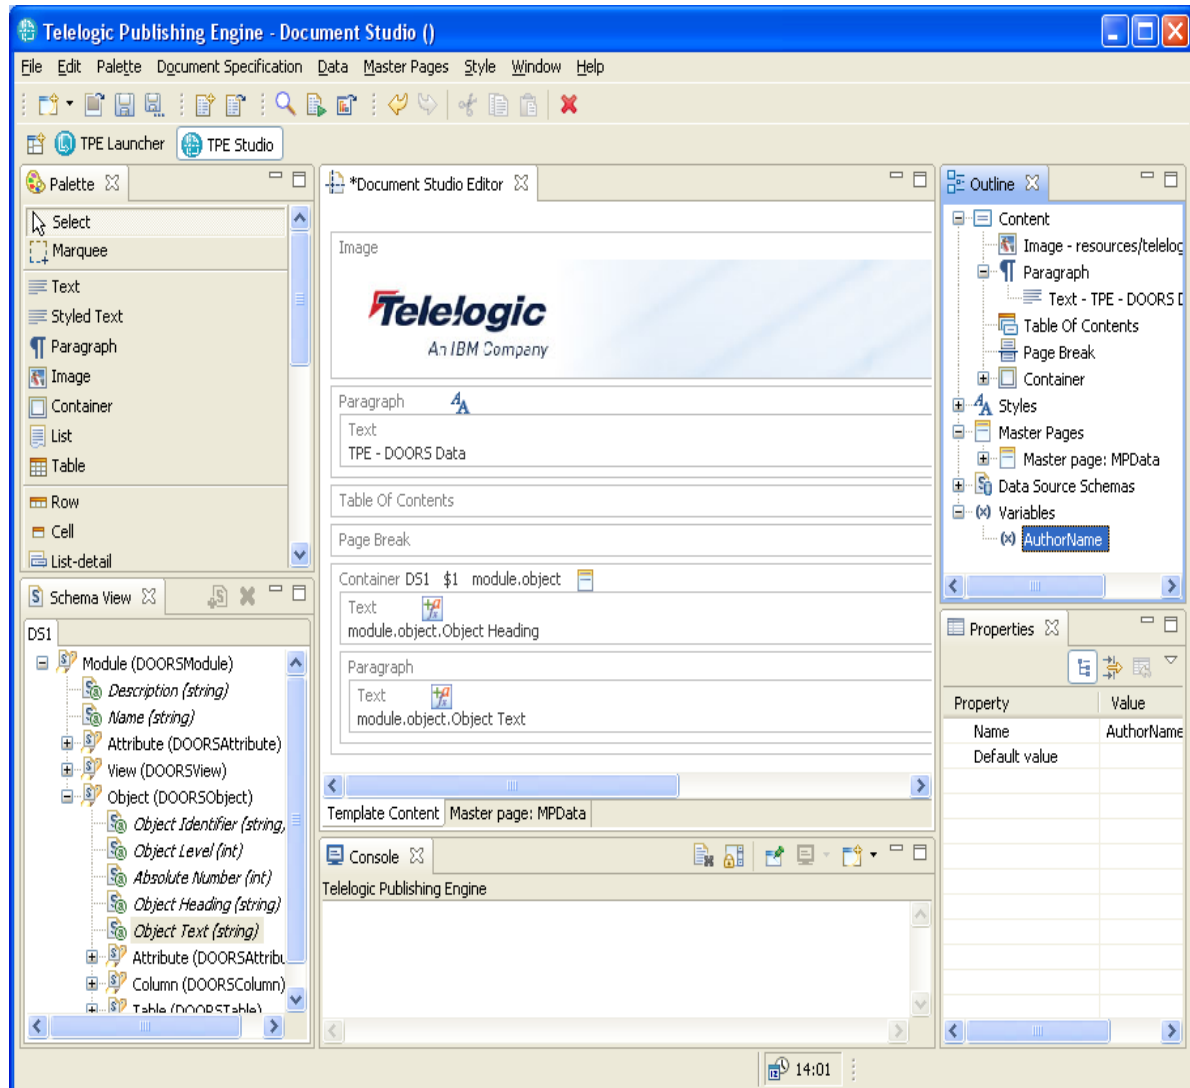 Telelogic Publishing Engine - Document Studio ()
File Edit Palette Document Specification Data Master Pages Style Window Help
TPE Launcher TPE Studio
Palette
Select
Marquee
Text
Styled Text
Paragraph
Image
Container
List
Table
Row
Cell
List-detail
Schema View
DS1
Module (DOORSModule)
Description (string)
Name (string)
Attribute (DOORSAttribute)
View (DOORSView)
Object (DOORSObject)
Object Identifier (string,
Object Level (int)
Absolute Number (int)
Object Heading (string)
Object Text (string)
Attribute (DOORSAttribu
Column (DOORSColumn)
Table (DOORSTable)
*Document Studio Editor
Image
Telelogic
An IBM Company
Paragraph
Text
TPE - DOORS Data
Table Of Contents
Page Break
Container DS1 $1 module.object
Text
module.object.Object Heading
Paragraph
Text
module.object.Object Text
Template Content Master page: MPData
Console
Telelogic Publishing Engine
Outline
Content
Image - resources/telelog
Paragraph
Text - TPE - DOORS D
Table Of Contents
Page Break
Container
Styles
Master Pages
Master page: MPData
Data Source Schemas
(x) Variables
(x) AuthorName
Properties
Property Value
Name AuthorName
Default value
14:01